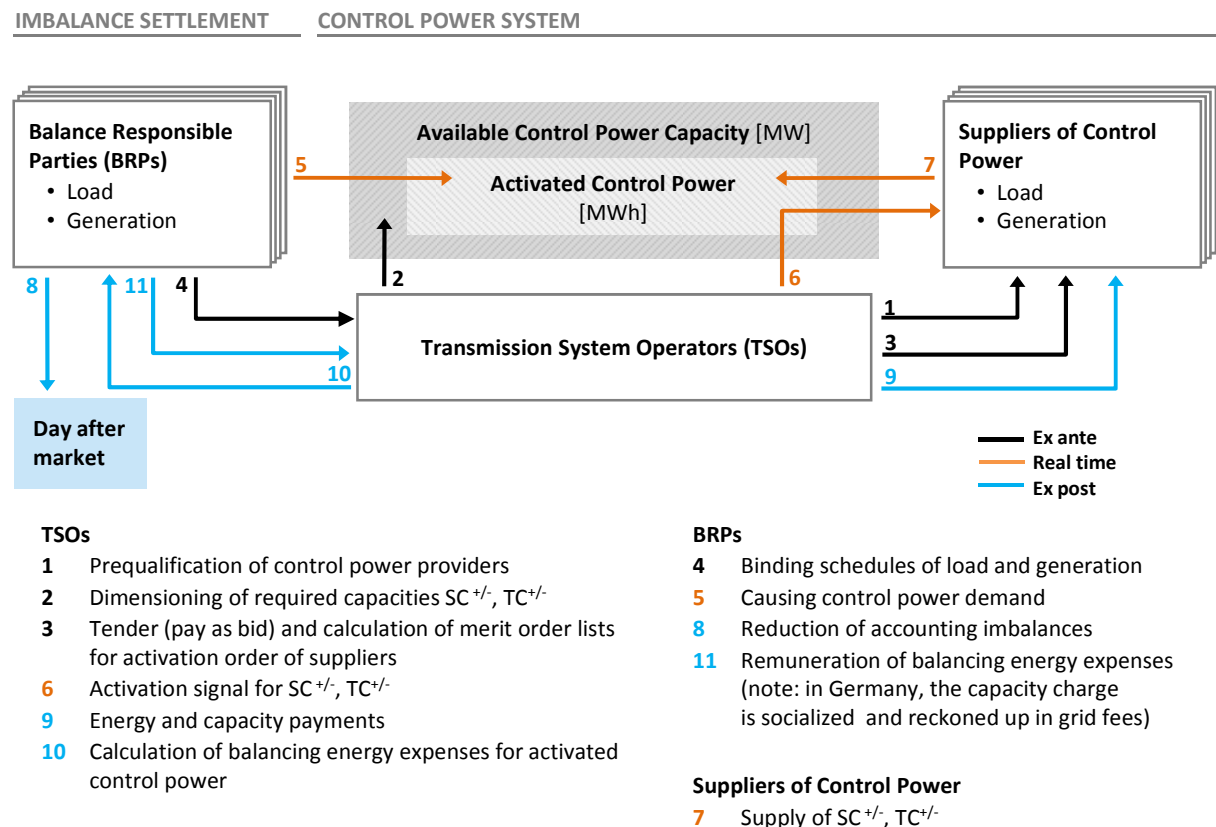 IMBALANCE SETTLEMENT
CONTROL POWER SYSTEM
Balance Responsible
Parties (BRPs)
• Load
• Generation
5
Available Control Power Capacity [MW]
Activated Control Power
[MWh]
7
Suppliers of Control
Power
• Load
• Generation
8
11
4
2
6
1
3
10
9
Transmission System Operators (TSOs)
Day after
market
Ex ante
Real time
Ex post
TSOs
1 Prequalification of control power providers
2 Dimensioning of required capacities SC +/-, TC+/-
3 Tender (pay as bid) and calculation of merit order lists
for activation order of suppliers
6 Activation signal for SC +/-, TC+/-
9 Energy and capacity payments
10 Calculation of balancing energy expenses for activated
control power
BRPs
4 Binding schedules of load and generation
5 Causing control power demand
8 Reduction of accounting imbalances
11 Remuneration of balancing energy expenses
(note: in Germany, the capacity charge
is socialized and reckoned up in grid fees)
Suppliers of Control Power
7 Supply of SC +/-, TC+/-